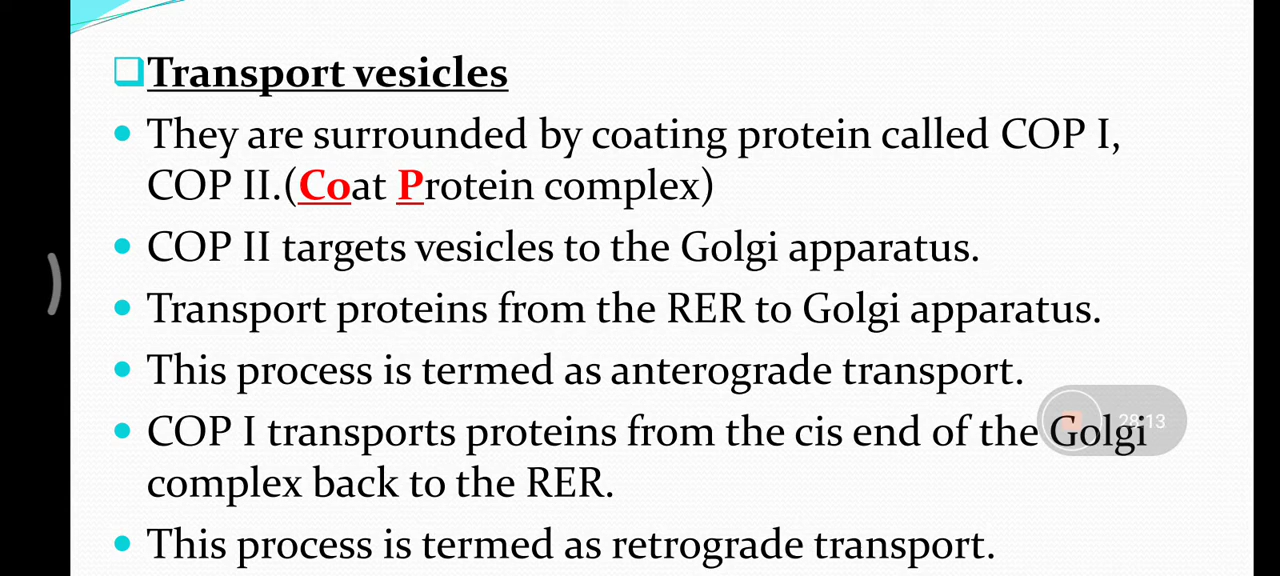 Transport vesicles
They are surrounded by coating protein called COP I,
COP II.(Coat Protein complex)
COP II targets vesicles to the Golgi apparatus.
Transport proteins from the RER to Golgi apparatus.
This process is termed as anterograde transport.
COP I transports proteins from the cis end of the Golgi
complex back to the RER.
This process is termed as retrograde transport.
28:13